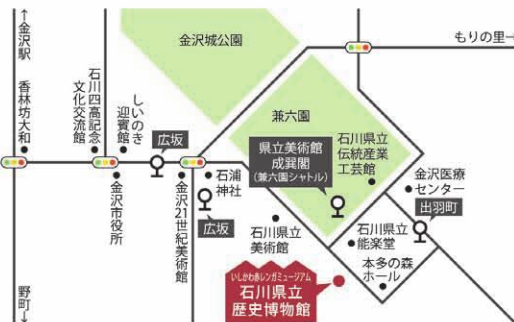 ←金沢駅
香林坊大和
石川四高記念
文化交流館
しいのき
迎賓館
広坂
金沢城公園
もりの里→
兼六園
県立美術館
成巽閣
(兼六園シャトル)
石川県立
伝統産業
工芸館
金沢医療
センター
出羽町
金沢市役所
金沢21世紀美術館
石浦
神社
広坂
石川県立
美術館
石川県立
能楽堂
本多の森
ホール
いしかわ赤レンガミュージアム
石川県立
歴史博物館
野町→